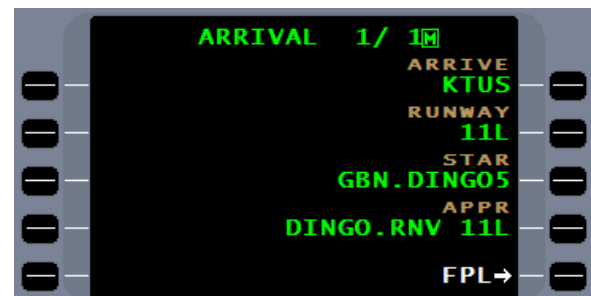 ARRIVAL 1/ 1M
ARRIVE
KTUS
RUNWAY
11L
STAR
GBN.DINGO5
APPR
DINGO.RNV 11L
FPL→